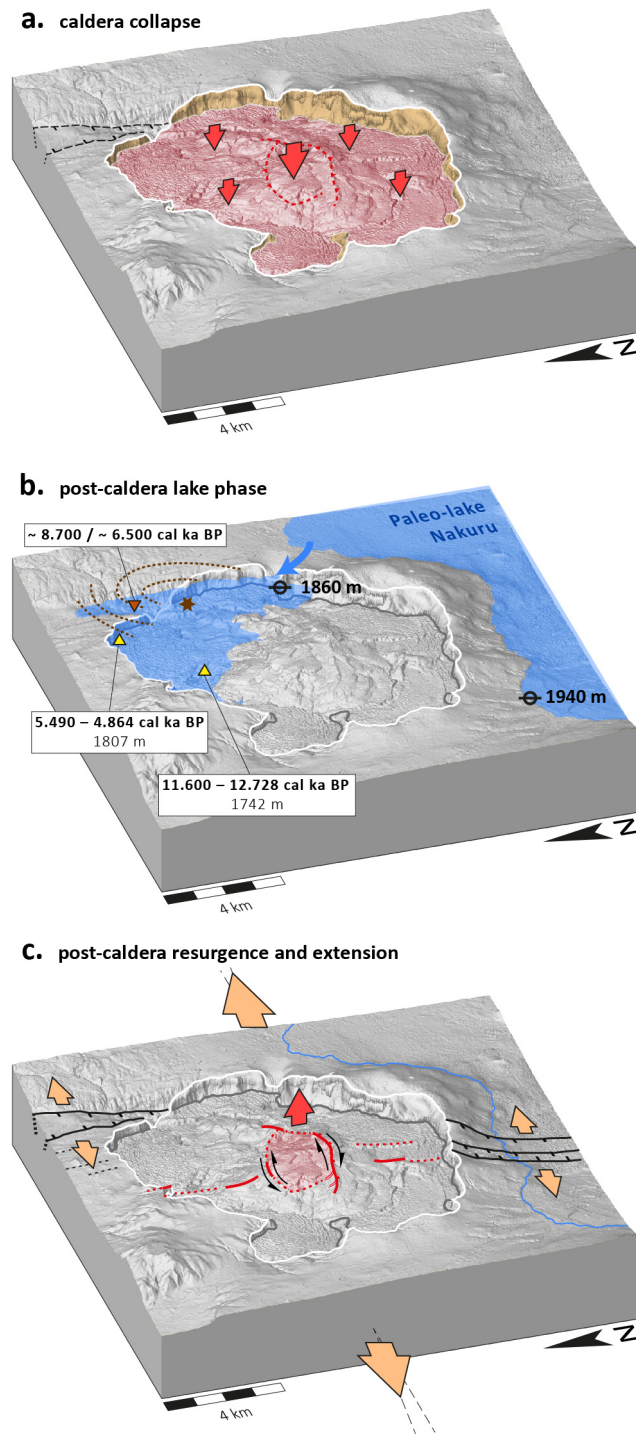 a. caldera collapse
N
4 km
b. post-caldera lake phase
~ 8.700 / ~ 6.500 cal ka BP
Paleo-lake
Nakuru
1860 m
1940 m
5.490 – 4.864 cal ka BP
1807 m
11.600 – 12.728 cal ka BP
1742 m
N
4 km
c. post-caldera resurgence and extension
N
4 km